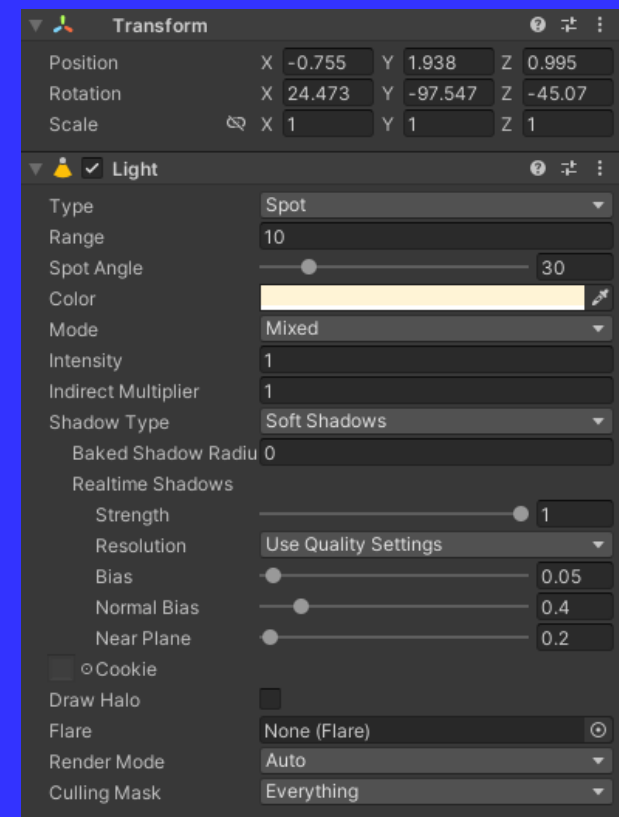 Transform
Position X -0.755 Y 1.938 Z 0.995
Rotation X 24.473 Y -97.547 Z -45.07
Scale X 1 Y 1 Z 1
Light
Type Spot
Range 10
Spot Angle 30
Color
Mode Mixed
Intensity 1
Indirect Multiplier 1
Shadow Type Soft Shadows
Baked Shadow Radiu 0
Realtime Shadows
Strength 1
Resolution Use Quality Settings
Bias 0.05
Normal Bias 0.4
Near Plane 0.2
Cookie
Draw Halo
Flare None (Flare)
Render Mode Auto
Culling Mask Everything